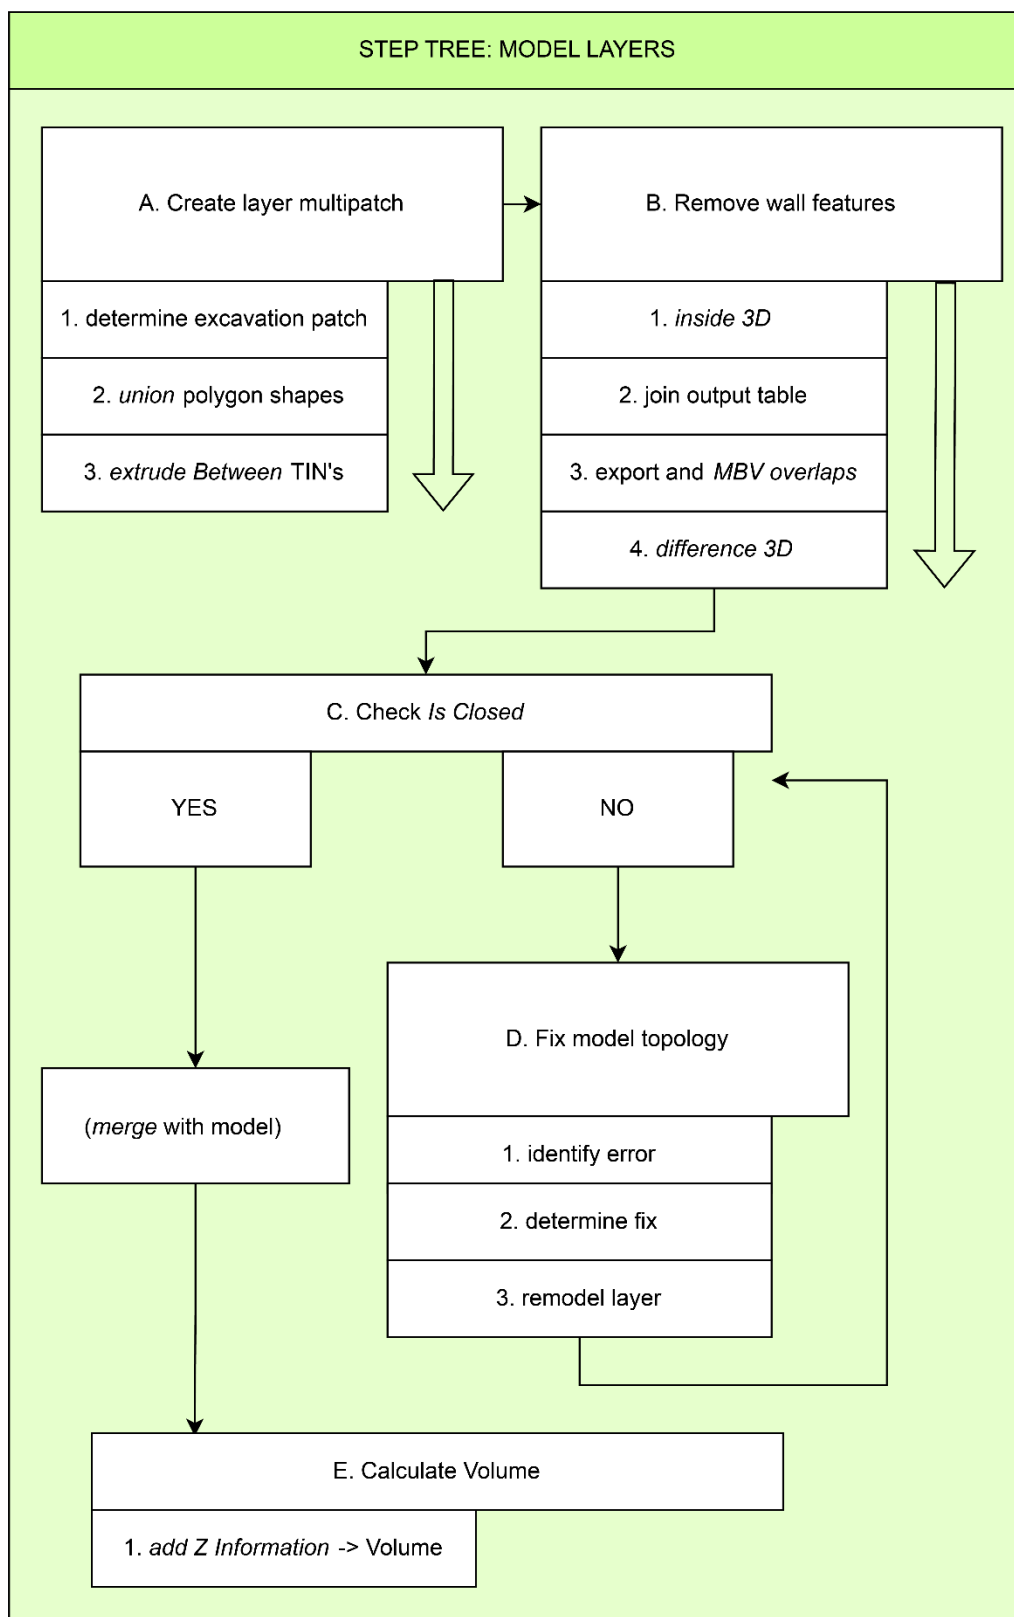 STEP TREE: MODEL LAYERS
A. Create layer multipatch
1. determine excavation patch
2. union polygon shapes
3. extrude Between TIN's
B. Remove wall features
1. inside 3D
2. join output table
3. export and MBV overlaps
4. difference 3D
C. Check Is Closed
YES
NO
D. Fix model topology
1. identify error
2. determine fix
3. remodel layer
(merge with model)
E. Calculate Volume
1. add Z Information -> Volume